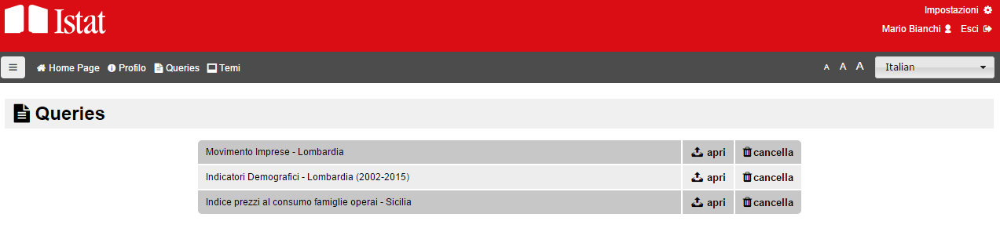 Istat
Impostazioni
Mario Bianchi Esci
Home Page Profilo Queries Temi A A A Italian
Queries
Movimento Imprese - Lombardia apri cancella
Indicatori Demografici - Lombardia (2002-2015) apri cancella
Indice prezzi al consumo famiglie operai - Sicilia apri cancella